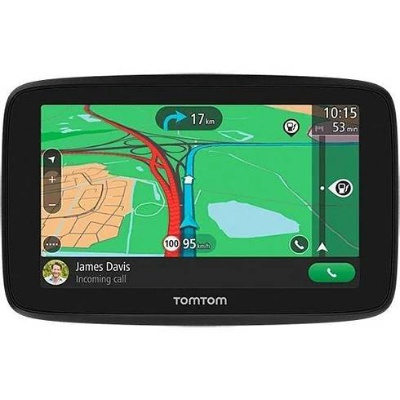 17 km
10:15
53 min
100 95 km/h
James Davis
Incoming call
TOMTOM